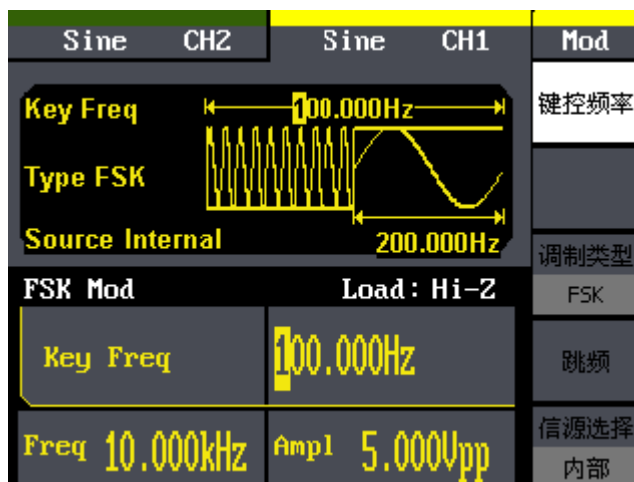 Sine CH2 Sine CH1 Mod
Key Freq 100.000Hz 键控频率
Type FSK
Source Internal 200.000Hz 调制类型
FSK Mod Load: Hi-Z FSK
Key Freq 100.000Hz 跳频
Freq 10.000kHz Ampl 5.000Vpp 信源选择
内部